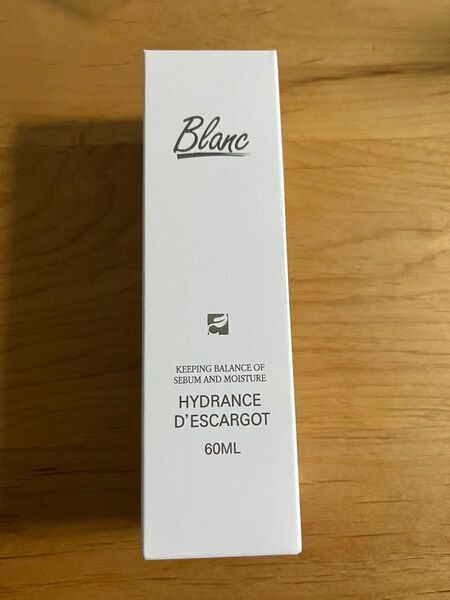 Blanc
KEEPING BALANCE OF
SEBUM AND MOISTURE
HYDRANCE
D'ESCARGOT
60ML